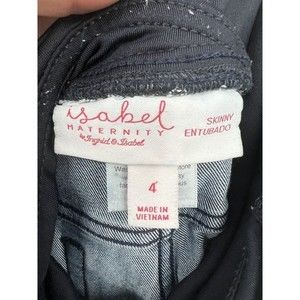 isabel
MATERNITY
by Ingrid & Isabel
SKINNY
ENTUBADO
4
MADE IN
VIETNAM